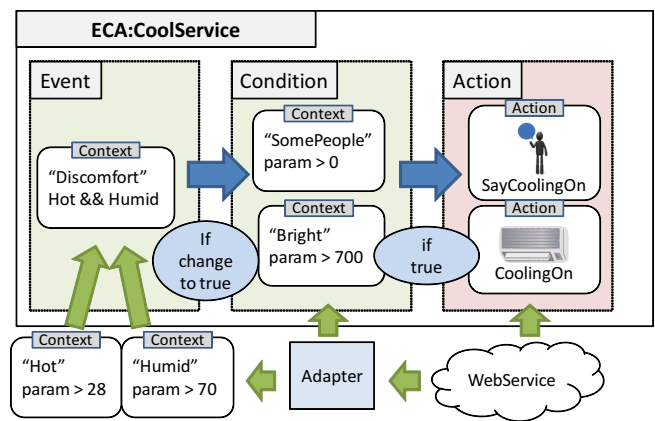 ECA:CoolService
Event
Condition
Action
Context
“Discomfort”
Hot && Humid
Context
“SomePeople”
param > 0
Context
“Bright”
param > 700
Action
SayCoolingOn
Action
CoolingOn
If
change
to true
if
true
Context
“Hot”
param > 28
Context
“Humid”
param > 70
Adapter
WebService